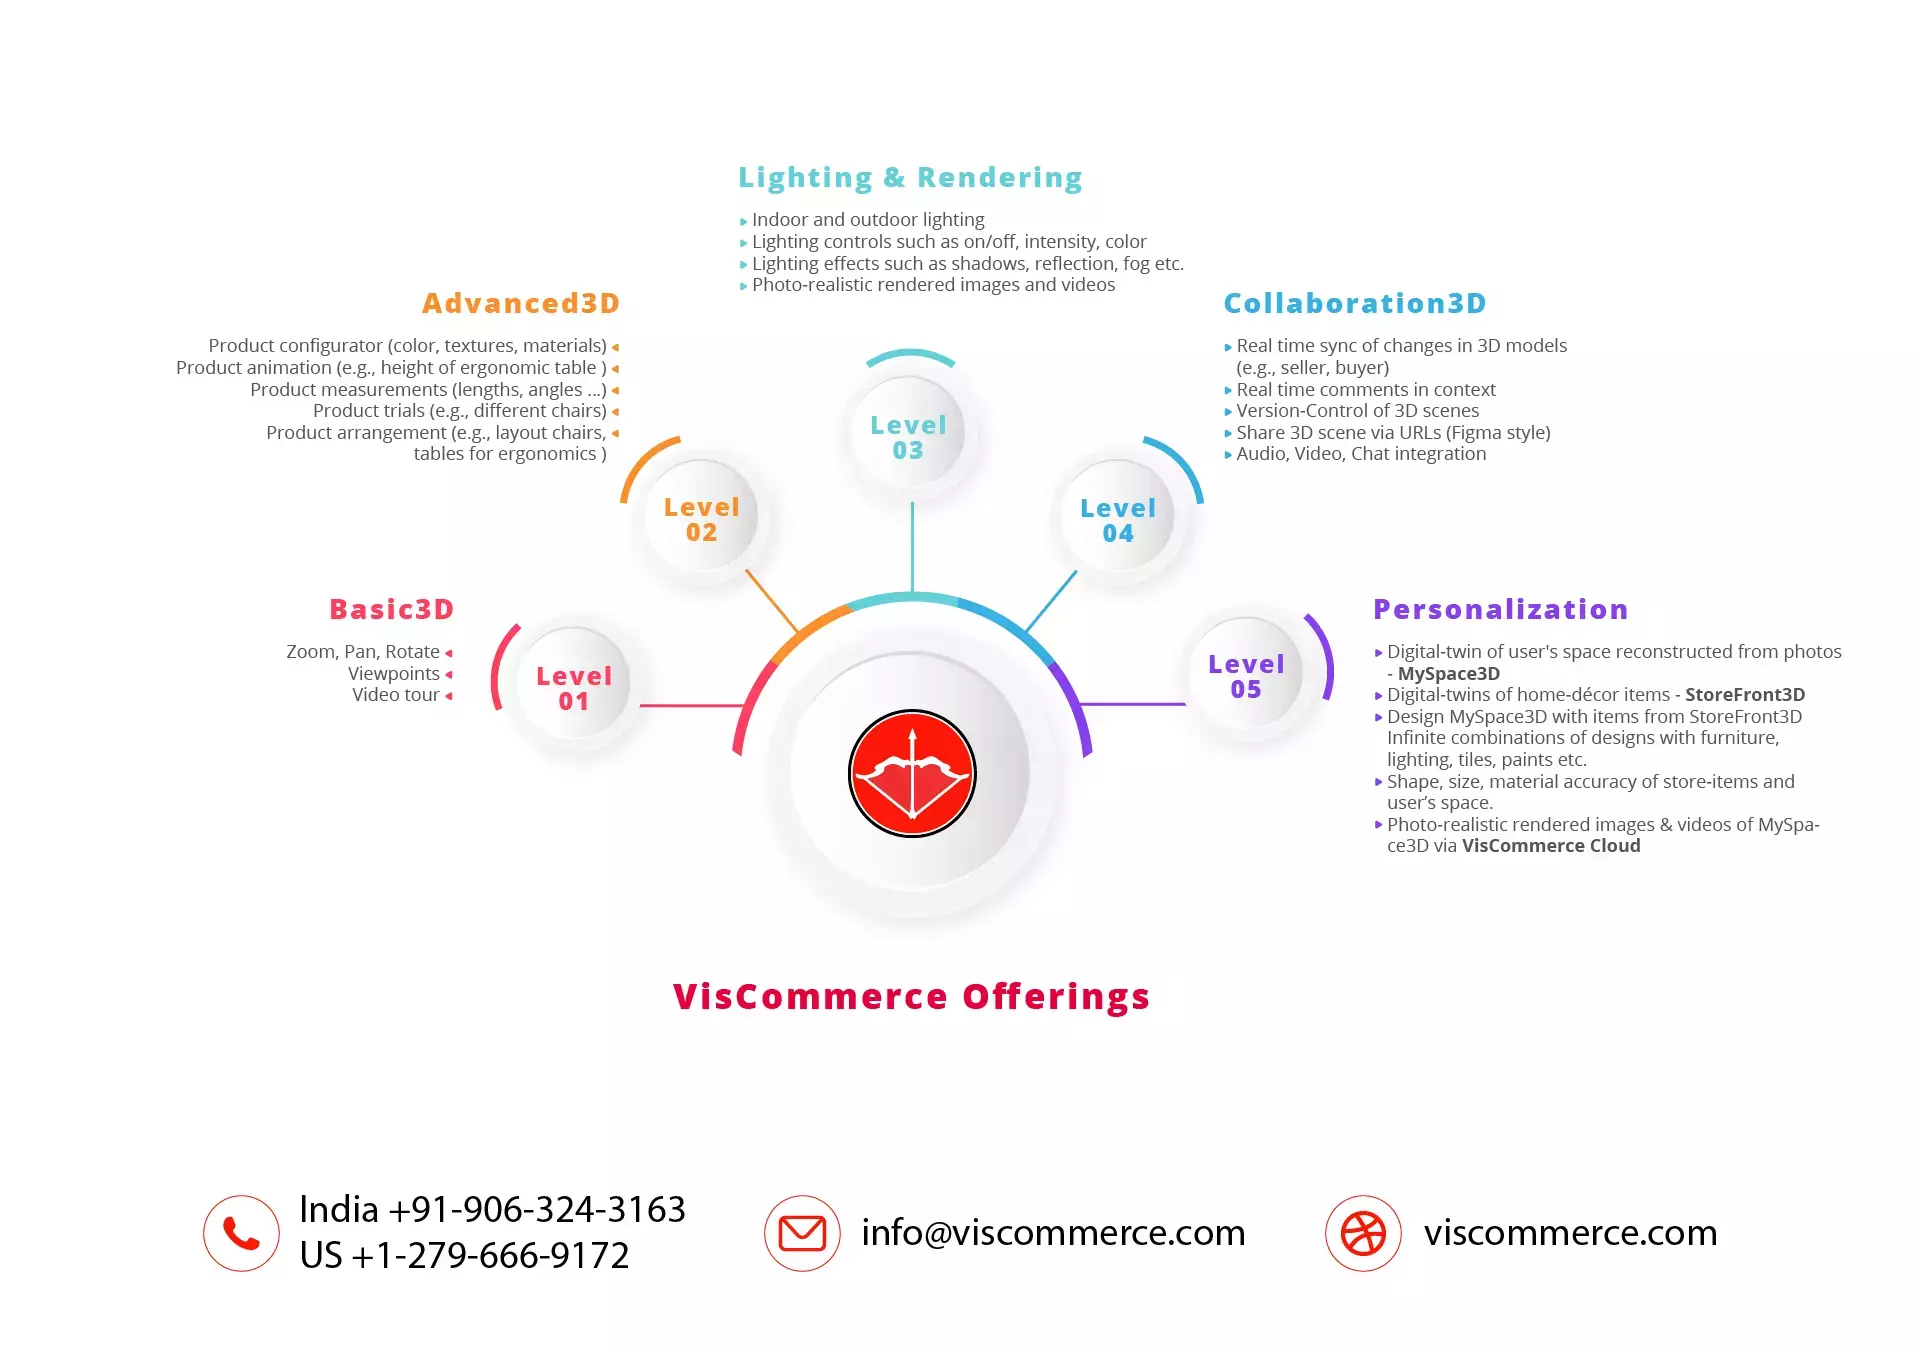 Lighting & Rendering
Indoor and outdoor lighting
Lighting controls such as on/off, intensity, color
Lighting effects such as shadows, reflection, fog etc.
Photo-realistic rendered images and videos
Advanced3D
Product configurator (color, textures, materials)
Product animation (e.g., height of ergonomic table )
Product measurements (lengths, angles ...)
Product trials (e.g., different chairs)
Product arrangement (e.g., layout chairs,
tables for ergonomics )
Collaboration3D
Real time sync of changes in 3D models
(e.g., seller, buyer)
Real time comments in context
Version-Control of 3D scenes
Share 3D scene via URLs (Figma style)
Audio, Video, Chat integration
Level
03
Level
02
Level
04
Basic3D
Zoom, Pan, Rotate
Viewpoints
Video tour
Level
01
Level
05
Personalization
Digital-twin of user's space reconstructed from photos
- MySpace3D
Digital-twins of home-décor items - StoreFront3D
Design MySpace3D with items from StoreFront3D
Infinite combinations of designs with furniture,
lighting, tiles, paints etc.
Shape, size, material accuracy of store-items and
user’s space.
Photo-realistic rendered images & videos of MySpa-
ce3D via VisCommerce Cloud
VisCommerce Offerings
India +91-906-324-3163
US +1-279-666-9172
info@viscommerce.com
viscommerce.com